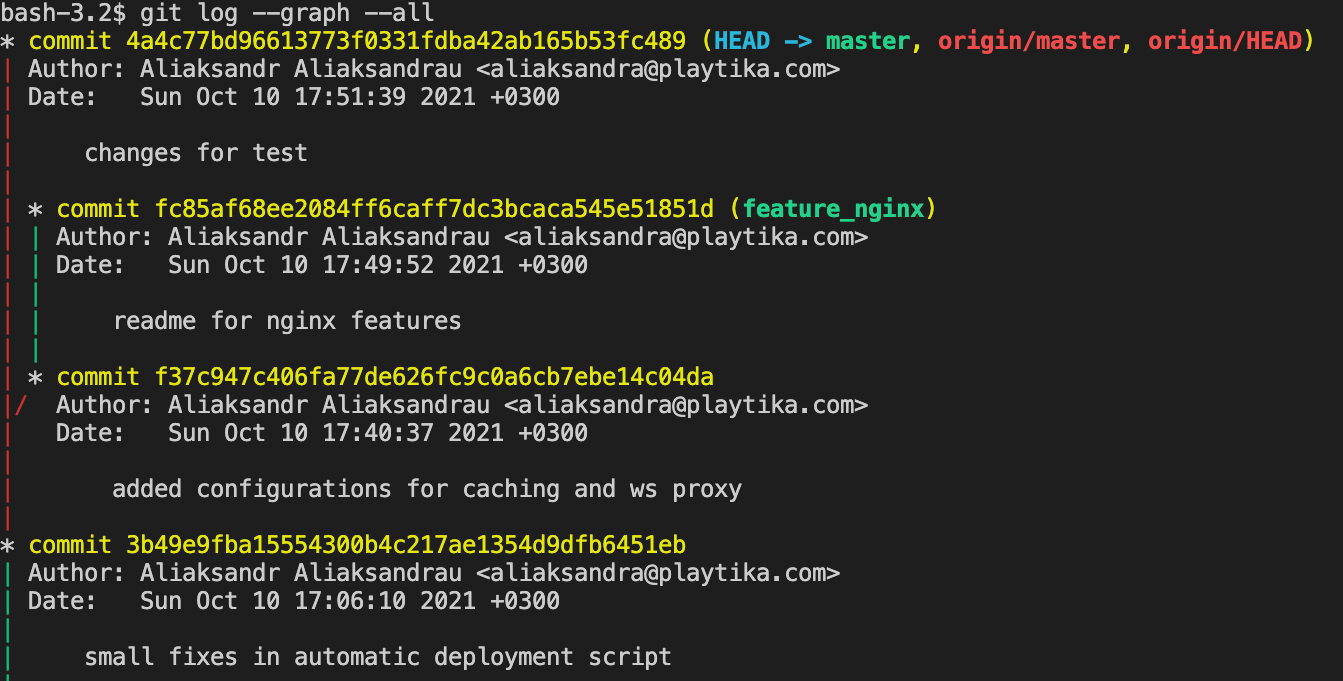 bash-3.2$ git log --graph --all
* commit 4a4c77bd96613773f0331fdba42ab165b53fc489 (HEAD -> master, origin/master, origin/HEAD)
| Author: Aliaksandr Aliaksandrau <aliaksandra@playtika.com>
| Date:   Sun Oct 10 17:51:39 2021 +0300
|
|     changes for test
|
| * commit fc85af68ee2084ff6caff7dc3bcaca545e51851d (feature_nginx)
| | Author: Aliaksandr Aliaksandrau <aliaksandra@playtika.com>
| | Date:   Sun Oct 10 17:49:52 2021 +0300
| |
| |     readme for nginx features
| |
| * commit f37c947c406fa77de626fc9c0a6cb7ebe14c04da
|/  Author: Aliaksandr Aliaksandrau <aliaksandra@playtika.com>
|   Date:   Sun Oct 10 17:40:37 2021 +0300
|
|       added configurations for caching and ws proxy
|
* commit 3b49e9fba15554300b4c217ae1354d9dfb6451eb
| Author: Aliaksandr Aliaksandrau <aliaksandra@playtika.com>
| Date:   Sun Oct 10 17:06:10 2021 +0300
|
|     small fixes in automatic deployment script